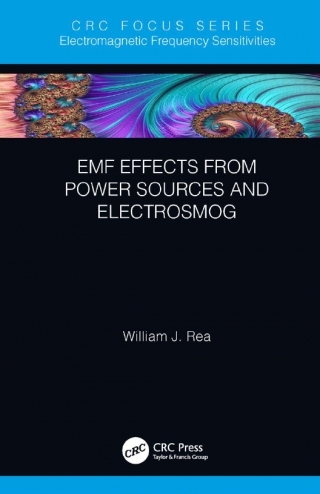 CRC FOCUS SERIES
Electromagnetic Frequency Sensitivities
EMF EFFECTS FROM
POWER SOURCES AND
ELECTROSMOG
William J. Rea
CRC
CRC Press
Taylor & Francis Group